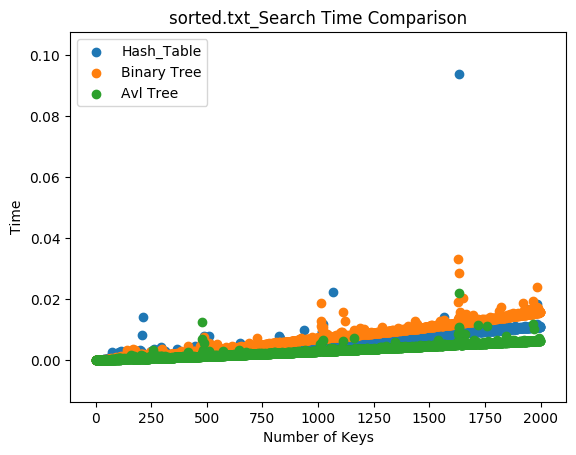 sorted.txt_Search Time Comparison
Hash_Table
Binary Tree
Avl Tree
0.10
0.08
0.06
0.04
0.02
0.00
Time
0 250 500 750 1000 1250 1500 1750 2000
Number of Keys